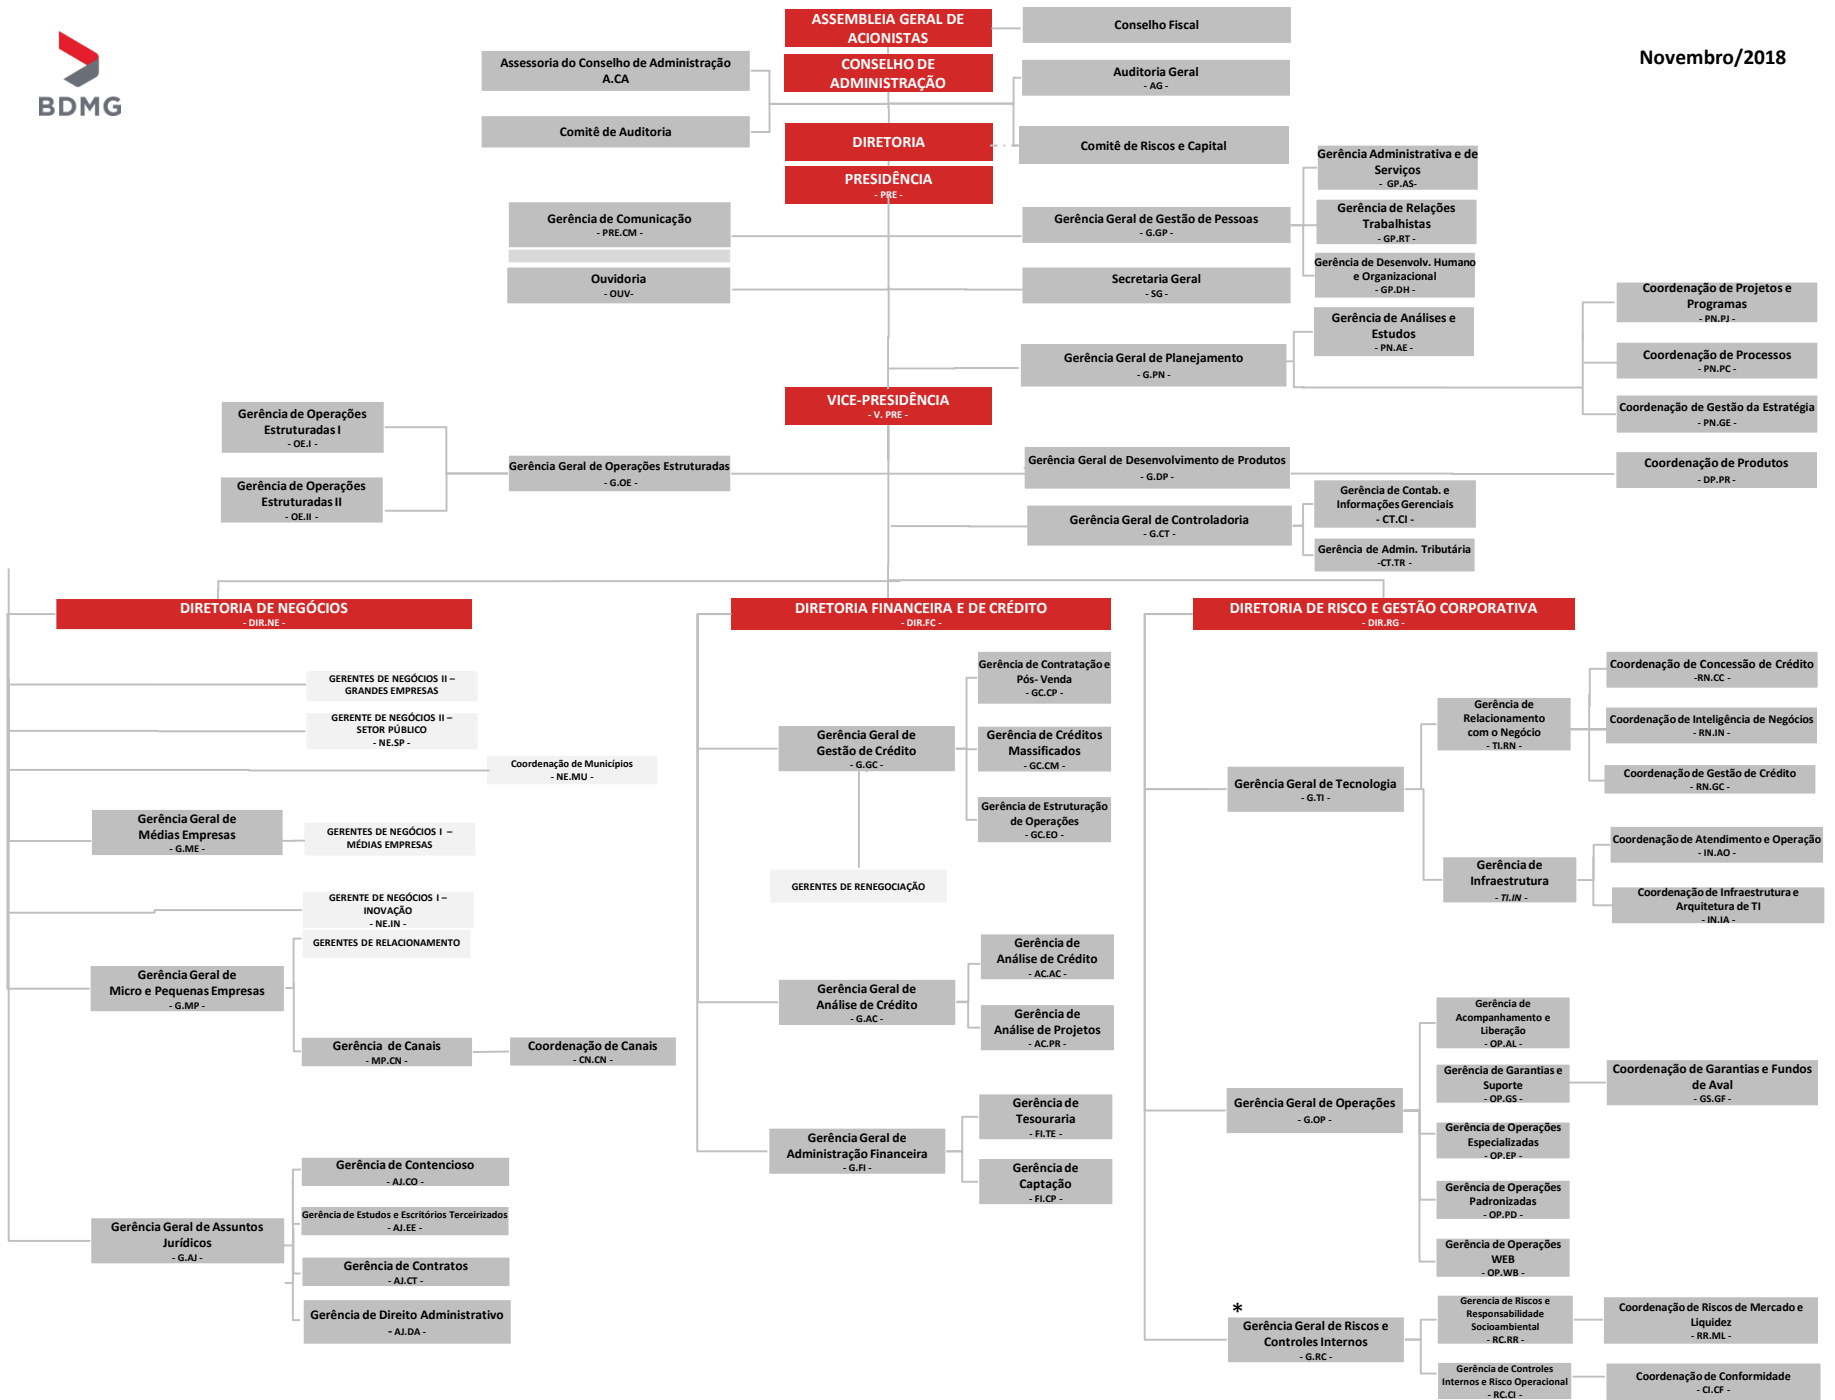 BDMG
Novembro/2018
ASSEMBLEIA GERAL DE
ACIONISTAS
Conselho Fiscal
CONSELHO DE
ADMINISTRAÇÃO
Assessoria do Conselho de Administração
A.CA
Auditoria Geral
- AG -
Comitê de Auditoria
DIRETORIA
Comitê de Riscos e Capital
PRESIDÊNCIA
- PRE -
Gerência de Comunicação
- PRE.CM -
Gerência Geral de Gestão de Pessoas
- G.GP -
Gerência Administrativa e de
Serviços
- GP.AS-
Gerência de Relações
Trabalhistas
- GP.RT -
Gerência de Desenvolv. Humano
e Organizacional
- GP.DH -
Ouvidoria
- OUV-
Secretaria Geral
- SG -
Gerência Geral de Planejamento
- G.PN -
Gerência de Análises e
Estudos
- PN.AE -
Coordenação de Projetos e
Programas
- PN.PJ -
Coordenação de Processos
- PN.PC -
Coordenação de Gestão da Estratégia
- PN.GE -
VICE-PRESIDÊNCIA
- V. PRE -
Gerência de Operações
Estruturadas I
- OE.I -
Gerência de Operações
Estruturadas II
- OE.II -
Gerência Geral de Operações Estruturadas
- G.OE -
Gerência Geral de Desenvolvimento de Produtos
- G.DP -
Coordenação de Produtos
- DP.PR -
Gerência Geral de Controladoria
- G.CT -
Gerência de Contab. e
Informações Gerenciais
- CT.CI -
Gerência de Admin. Tributária
-CT.TR -
DIRETORIA DE NEGÓCIOS
- DIR.NE -
GERENTES DE NEGÓCIOS II –
GRANDES EMPRESAS
GERENTE DE NEGÓCIOS II –
SETOR PÚBLICO
- NE.SP -
Coordenação de Municípios
- NE.MU -
Gerência Geral de
Médias Empresas
- G.ME -
GERENTES DE NEGÓCIOS I –
MÉDIAS EMPRESAS
GERENTE DE NEGÓCIOS I –
INOVAÇÃO
- NE.IN -
GERENTES DE RELACIONAMENTO
Gerência Geral de
Micro e Pequenas Empresas
- G.MP -
Gerência de Canais
- MP.CN -
Coordenação de Canais
- CN.CN -
Gerência Geral de Assuntos
Jurídicos
- G.AJ -
Gerência de Contencioso
- AJ.CO -
Gerência de Estudos e Escritórios Terceirizados
- AJ.EE -
Gerência de Contratos
- AJ.CT -
Gerência de Direito Administrativo
- AJ.DA -
DIRETORIA FINANCEIRA E DE CRÉDITO
- DIR.FC -
Gerência Geral de
Gestão de Crédito
- G.GC -
Gerência de Contratação e
Pós- Venda
- GC.CP -
Gerência de Créditos
Massificados
- GC.CM -
Gerência de Estruturação
de Operações
- GC.EO -
GERENTES DE RENEGOCIAÇÃO
Gerência Geral de
Análise de Crédito
- G.AC -
Gerência de
Análise de Crédito
- AC.AC -
Gerência de
Análise de Projetos
- AC.PR -
Gerência Geral de
Administração Financeira
- G.FI -
Gerência de
Tesouraria
- FI.TE -
Gerência de
Captação
- FI.CP -
DIRETORIA DE RISCO E GESTÃO CORPORATIVA
- DIR.RG -
Gerência Geral de Tecnologia
- G.TI -
Gerência de
Relacionamento
com o Negócio
- TI.RN -
Coordenação de Concessão de Crédito
-RN.CC -
Coordenação de Inteligência de Negócios
- RN.IN -
Coordenação de Gestão de Crédito
- RN.GC -
Gerência de
Infraestrutura
- TI.IN -
Coordenação de Atendimento e Operação
- IN.AO -
Coordenação de Infraestrutura e
Arquitetura de TI
- IN.IA -
Gerência Geral de Operações
- G.OP -
Gerência de
Acompanhamento e
Liberação
- OP.AL -
Gerência de Garantias e
Suporte
- OP.GS -
Coordenação de Garantias e Fundos
de Aval
- GS.GF -
Gerência de Operações
Especializadas
- OP.EP -
Gerência de Operações
Padronizadas
- OP.PD -
Gerência de Operações
WEB
- OP.WB -
*
Gerência Geral de Riscos e
Controles Internos
- G.RC -
Gerencia de Riscos e
Responsabilidade
Socioambiental
- RC.RR -
Coordenação de Riscos de Mercado e
Liquidez
- RR.ML -
Gerência de Controles
Internos e Risco Operacional
- RC.CI -
Coordenação de Conformidade
- CI.CF -